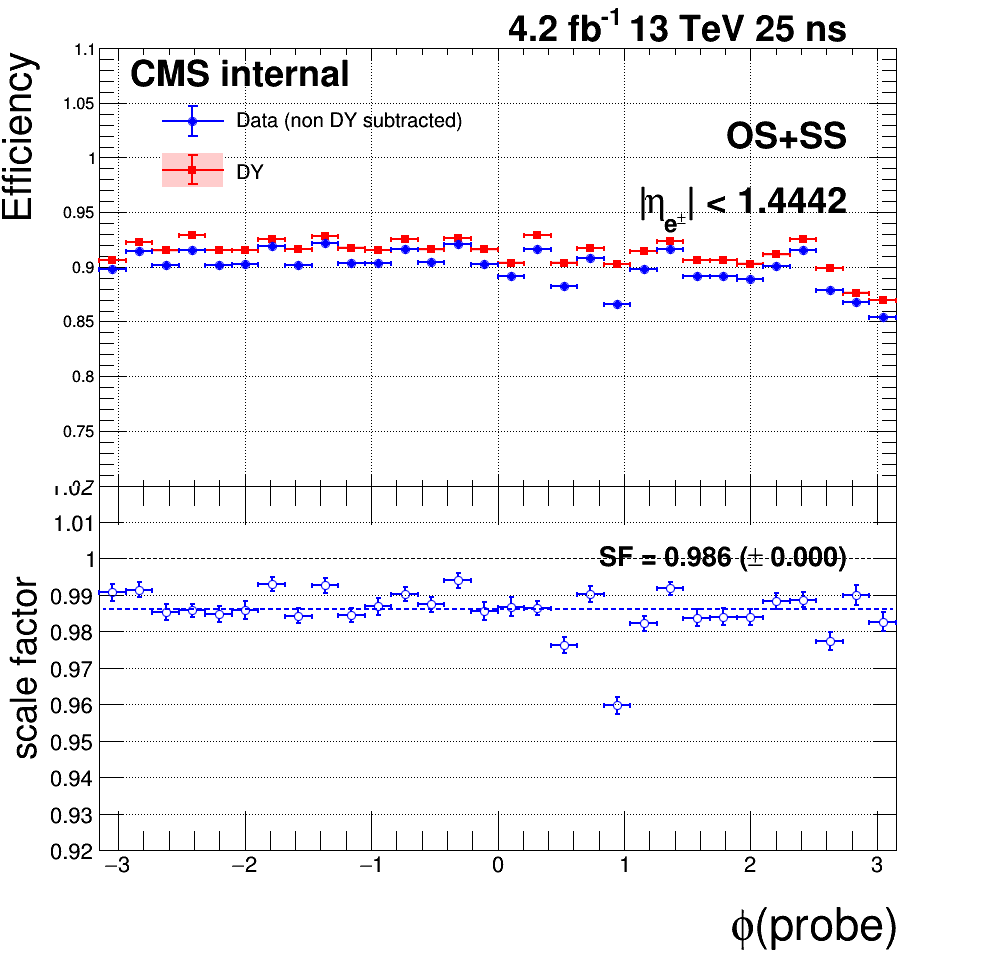 4.2 fb-1 13 TeV 25 ns
CMS internal
Data (non DY subtracted)
DY
OS+SS
|ηe±| < 1.4442
Efficiency
1.1
1.05
1
0.95
0.9
0.85
0.8
0.75
1.02
1.01
1
0.99
0.98
0.97
0.96
0.95
0.94
0.93
0.92
scale factor
SF = 0.986 (± 0.000)
−3 −2 −1 0 1 2 3
ϕ(probe)